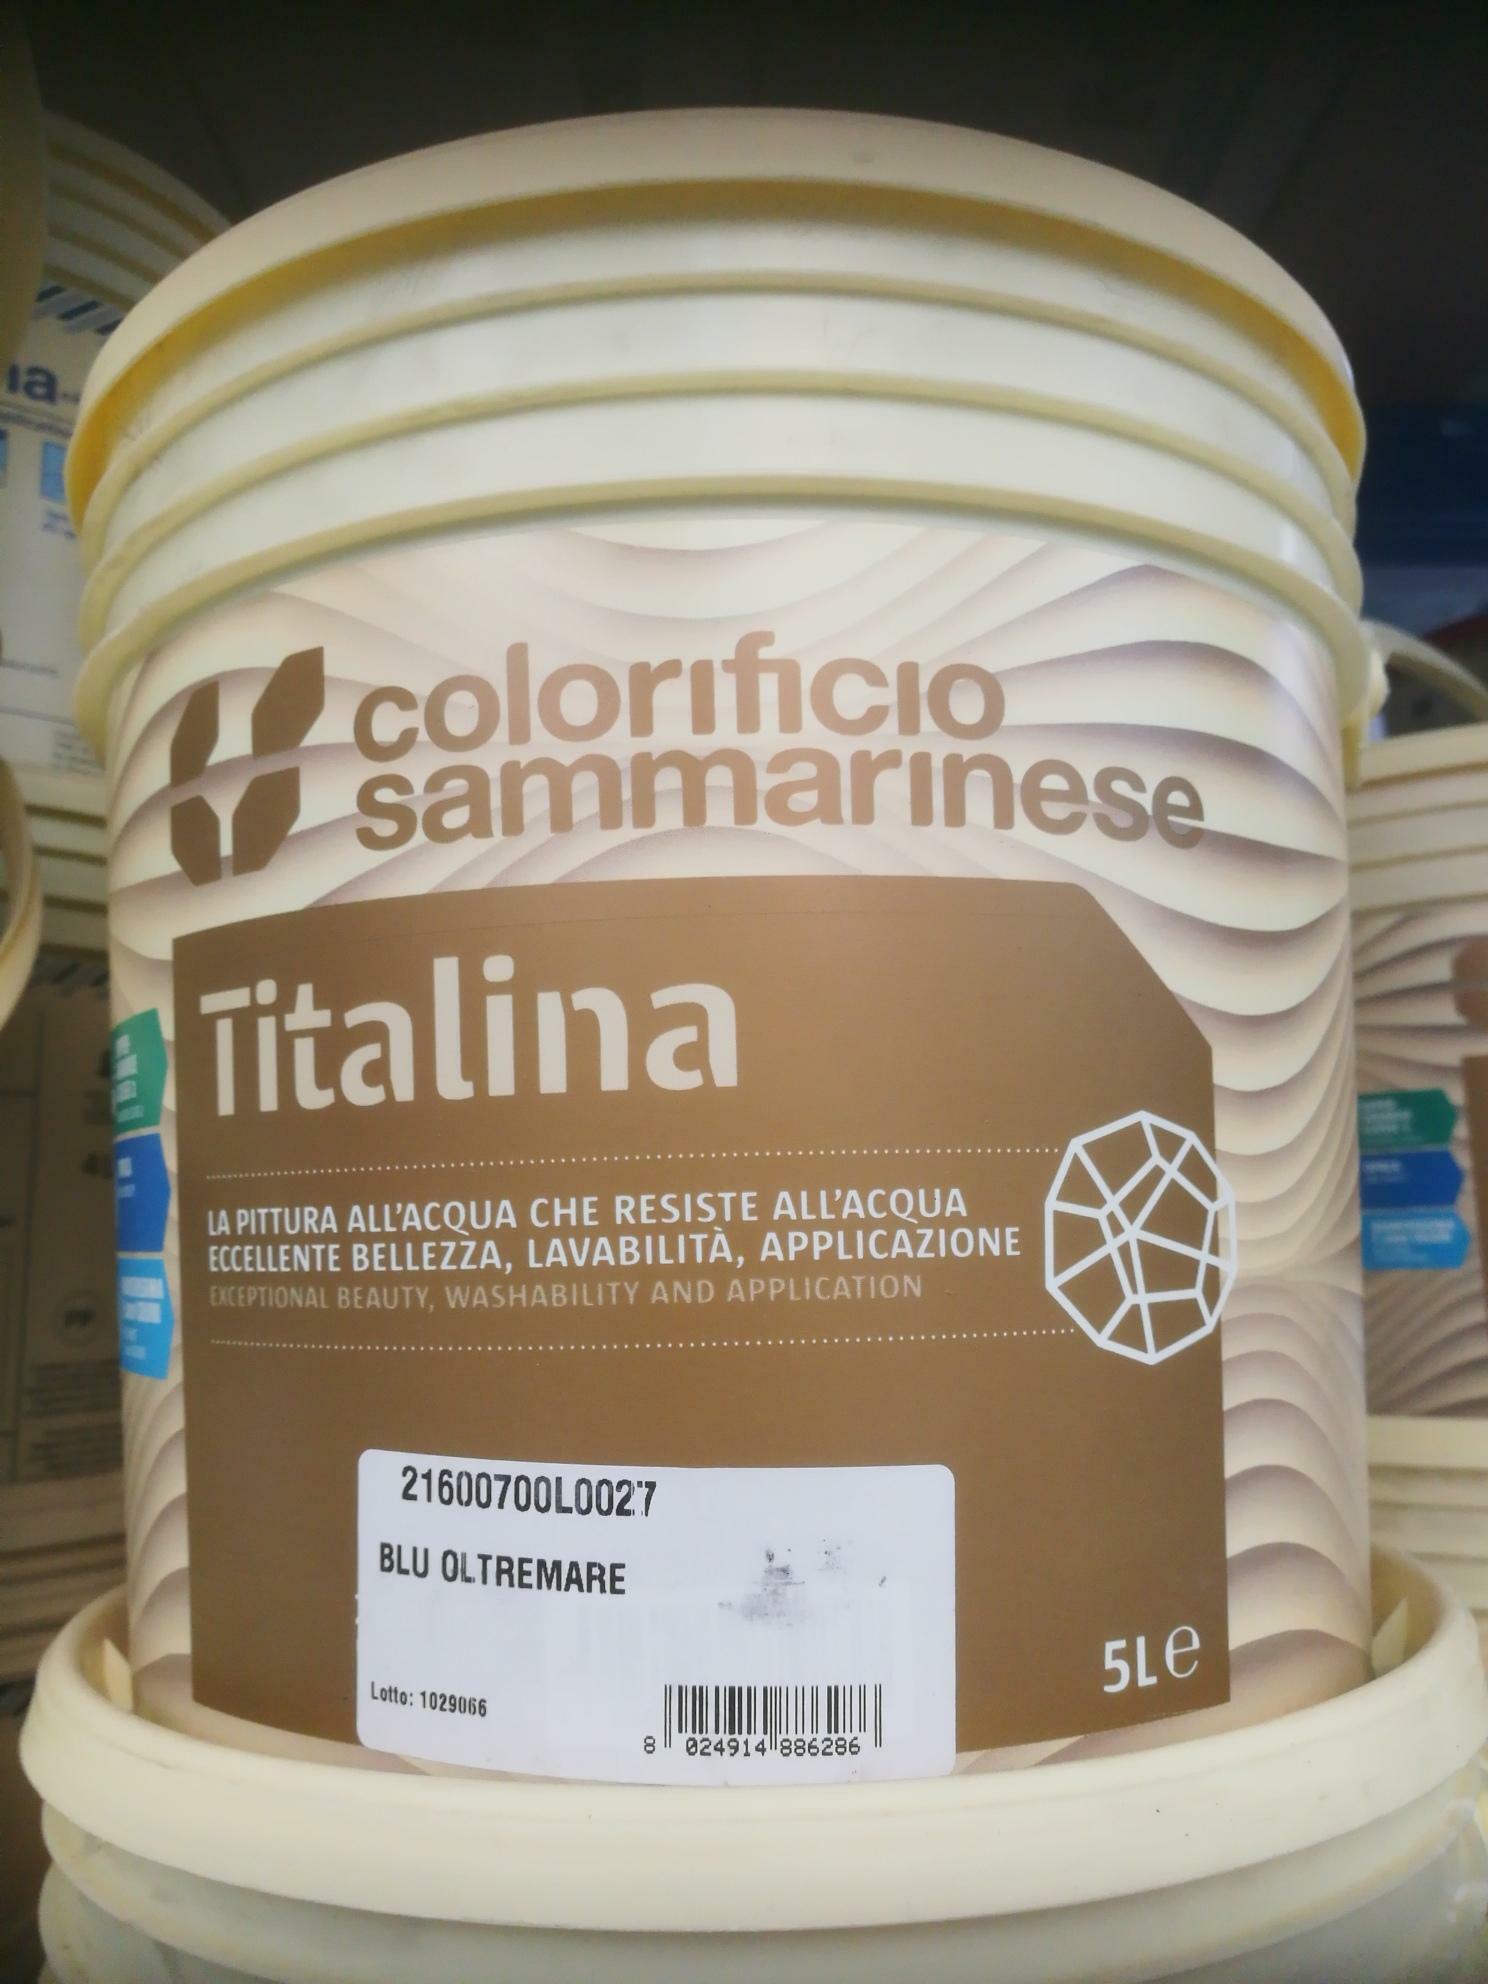 colorificio
sammarinese
Titalina
LA PITTURA ALL'ACQUA CHE RESISTE ALL'ACQUA
ECCELLENTE BELLEZZA, LAVABILITÀ, APPLICAZIONE
EXCEPTIONAL BEAUTY, WASHABILITY AND APPLICATION
21600700L0027
BLU OLTREMARE
5L e
Lotto: 1029066
8 024914 886286
PP